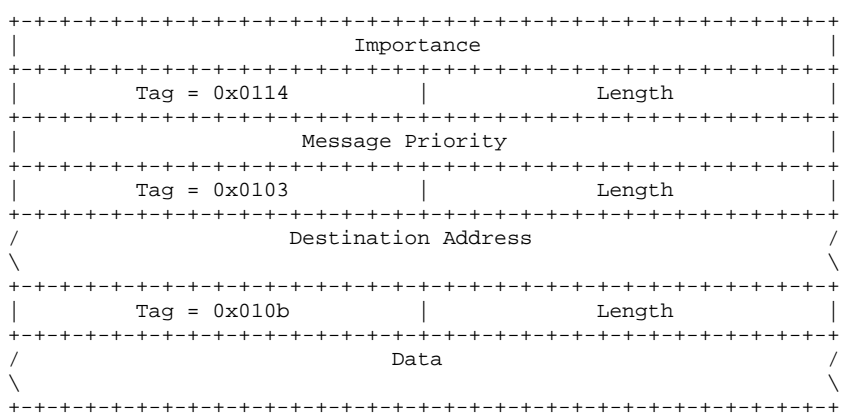 +-+-+-+-+-+-+-+-+-+-+-+-+-+-+-+-+-+-+-+-+-+-+-+-+-+-+-+-+-+-+-+-+
|                           Importance                          |
+-+-+-+-+-+-+-+-+-+-+-+-+-+-+-+-+-+-+-+-+-+-+-+-+-+-+-+-+-+-+-+-+
|         Tag = 0x0114          |             Length            |
+-+-+-+-+-+-+-+-+-+-+-+-+-+-+-+-+-+-+-+-+-+-+-+-+-+-+-+-+-+-+-+-+
|                      Message Priority                         |
+-+-+-+-+-+-+-+-+-+-+-+-+-+-+-+-+-+-+-+-+-+-+-+-+-+-+-+-+-+-+-+-+
|         Tag = 0x0103          |             Length            |
+-+-+-+-+-+-+-+-+-+-+-+-+-+-+-+-+-+-+-+-+-+-+-+-+-+-+-+-+-+-+-+-+
/                     Destination Address                       /
\                                                               \
+-+-+-+-+-+-+-+-+-+-+-+-+-+-+-+-+-+-+-+-+-+-+-+-+-+-+-+-+-+-+-+-+
|         Tag = 0x010b          |             Length            |
+-+-+-+-+-+-+-+-+-+-+-+-+-+-+-+-+-+-+-+-+-+-+-+-+-+-+-+-+-+-+-+-+
/                             Data                              /
\                                                               \
+-+-+-+-+-+-+-+-+-+-+-+-+-+-+-+-+-+-+-+-+-+-+-+-+-+-+-+-+-+-+-+-+